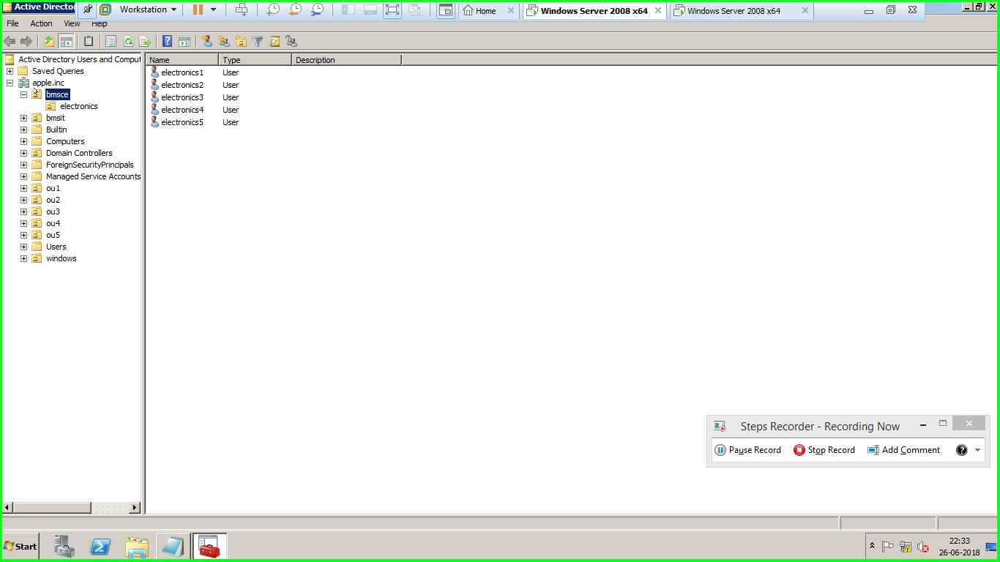 Active Director Workstation Home Windows Server 2008 x64 Windows Server 2008 x64
File Action View Help
Active Directory Users and Comput
Saved Queries
apple.inc
bmsce
electronics
bmsit
Builtin
Computers
Domain Controllers
ForeignSecurityPrincipals
Managed Service Accounts
ou1
ou2
ou3
ou4
ou5
Users
windows
Name Type Description
electronics1 User
electronics2 User
electronics3 User
electronics4 User
electronics5 User
Steps Recorder - Recording Now
Pause Record Stop Record Add Comment
Start
22:33
26-06-2018